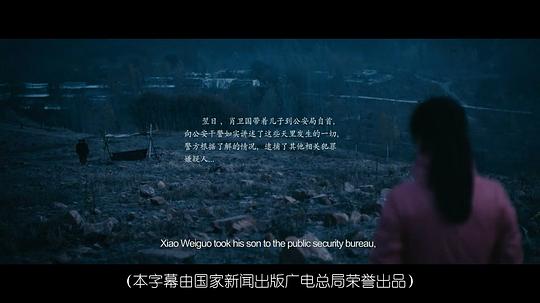 翌日，肖卫国带着儿子到公安局自首，
向公安干警如实讲述了这些天里发生的一切，
警方根据了解的情况，逮捕了其他相关犯罪
嫌疑人...
Xiao Weiguo took his son to the public security bureau,
（本字幕由国家新闻出版广电总局荣誉出品）